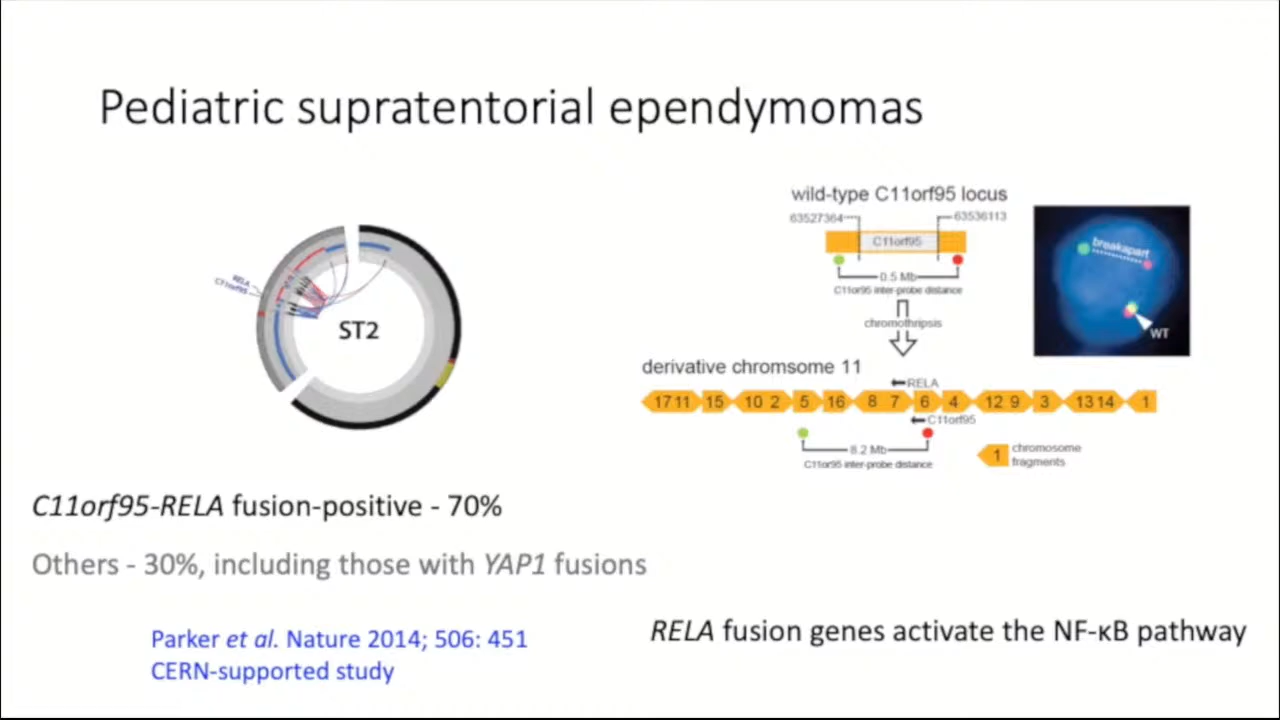 Pediatric supratentorial ependymomas
RELA
C11orf95
ST2
wild-type C11orf95 locus
63527364
63536113
C11orf95
0.5 Mb
C11or95 inter-probe distance
chromothripsis
breakapart
WT
derivative chromsome 11
RELA
17 11 15 10 2 5 16 8 7 6 4 12 9 3 13 14 1
C11orf95
8.2 Mb
C11or95 inter-probe distance
1
chromosome
fragments
C11orf95-RELA fusion-positive - 70%
Others - 30%, including those with YAP1 fusions
Parker et al. Nature 2014; 506: 451
CERN-supported study
RELA fusion genes activate the NF-κB pathway